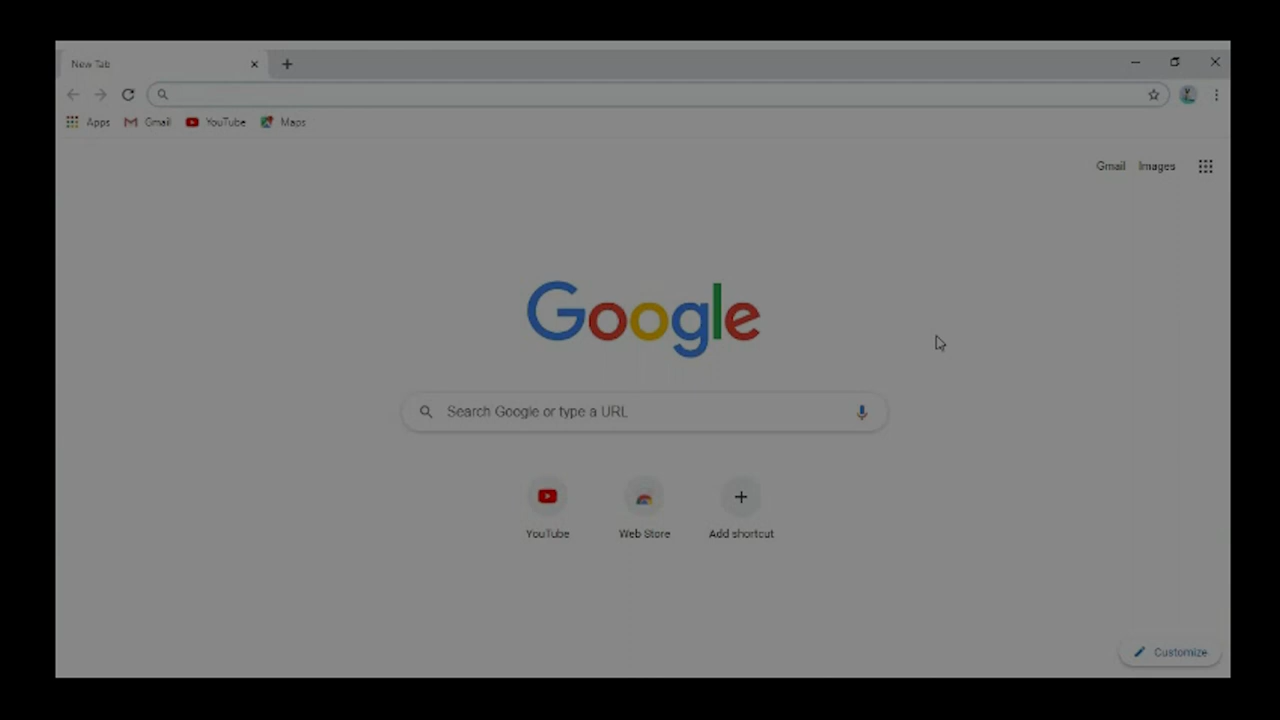 New Tab
Apps Gmail YouTube Maps
Gmail Images
Google
Search Google or type a URL
YouTube Web Store Add shortcut
Customize